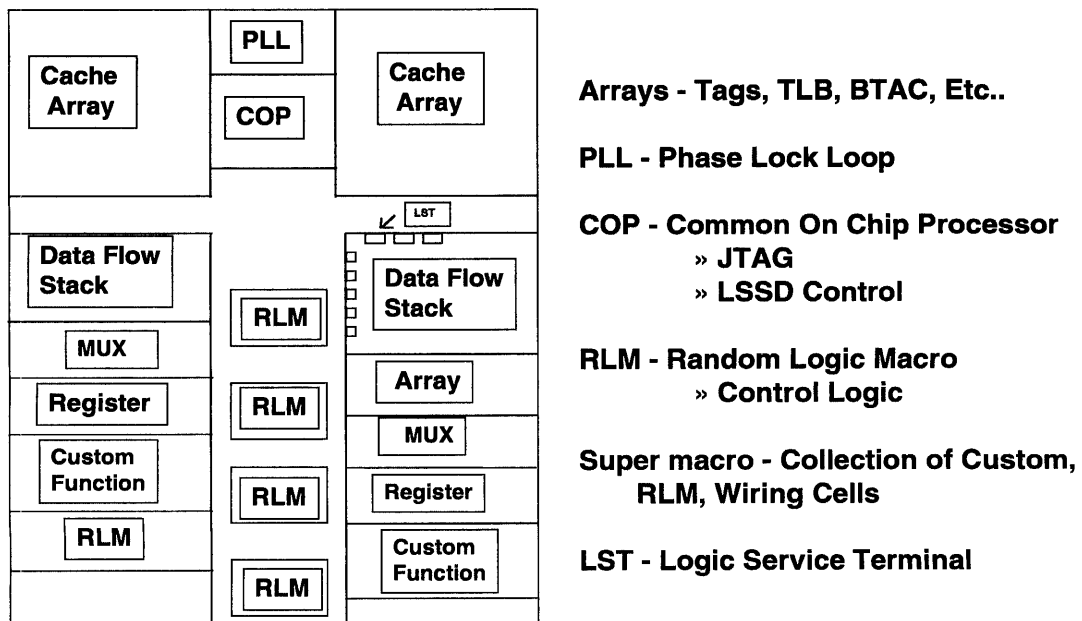 Cache
Array
PLL
COP
Cache
Array
LST
Data Flow
Stack
MUX
Register
Custom
Function
RLM
RLM
RLM
RLM
RLM
Data Flow
Stack
Array
MUX
Register
Custom
Function
Arrays - Tags, TLB, BTAC, Etc..
PLL - Phase Lock Loop
COP - Common On Chip Processor
» JTAG
» LSSD Control
RLM - Random Logic Macro
» Control Logic
Super macro - Collection of Custom,
RLM, Wiring Cells
LST - Logic Service Terminal